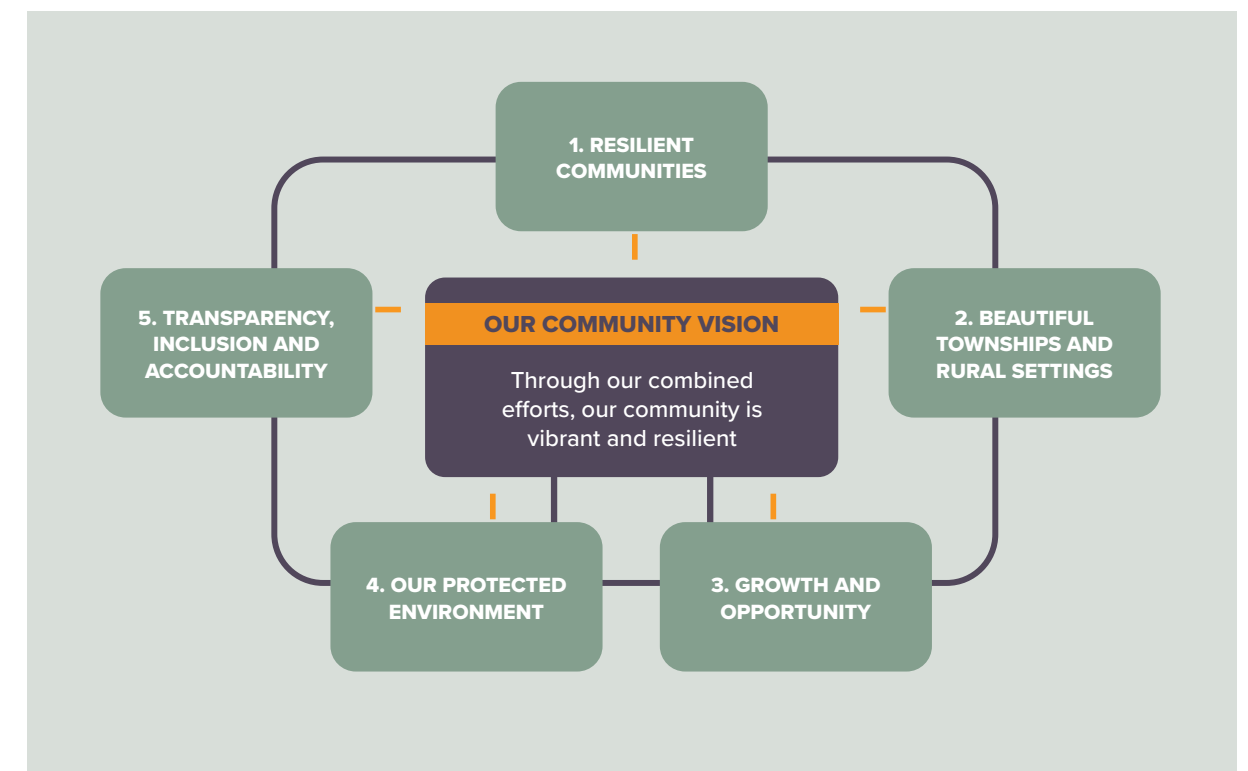 1. RESILIENT
COMMUNITIES
5. TRANSPARENCY,
INCLUSION AND
ACCOUNTABILITY
OUR COMMUNITY VISION
Through our combined
efforts, our community is
vibrant and resilient
2. BEAUTIFUL
TOWNSHIPS AND
RURAL SETTINGS
4. OUR PROTECTED
ENVIRONMENT
3. GROWTH AND
OPPORTUNITY